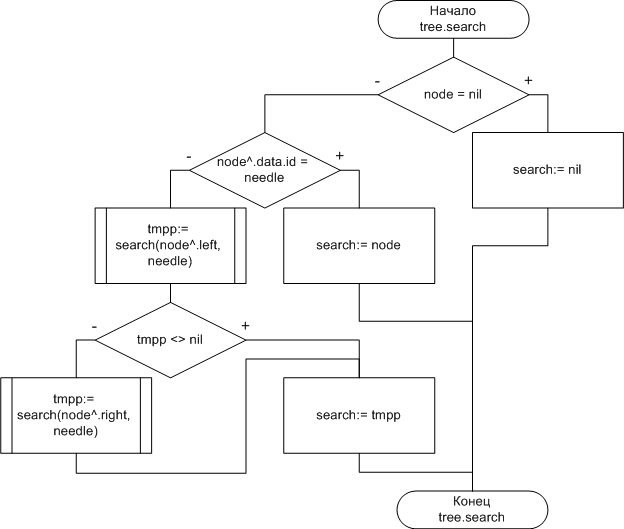 Начало
tree.search
-
node = nil
+
search:= nil
-
node^.data.id =
needle
+
tmpp:=
search(node^.left,
needle)
search:= node
-
tmpp <> nil
+
tmpp:=
search(node^.right,
needle)
search:= tmpp
Конец
tree.search